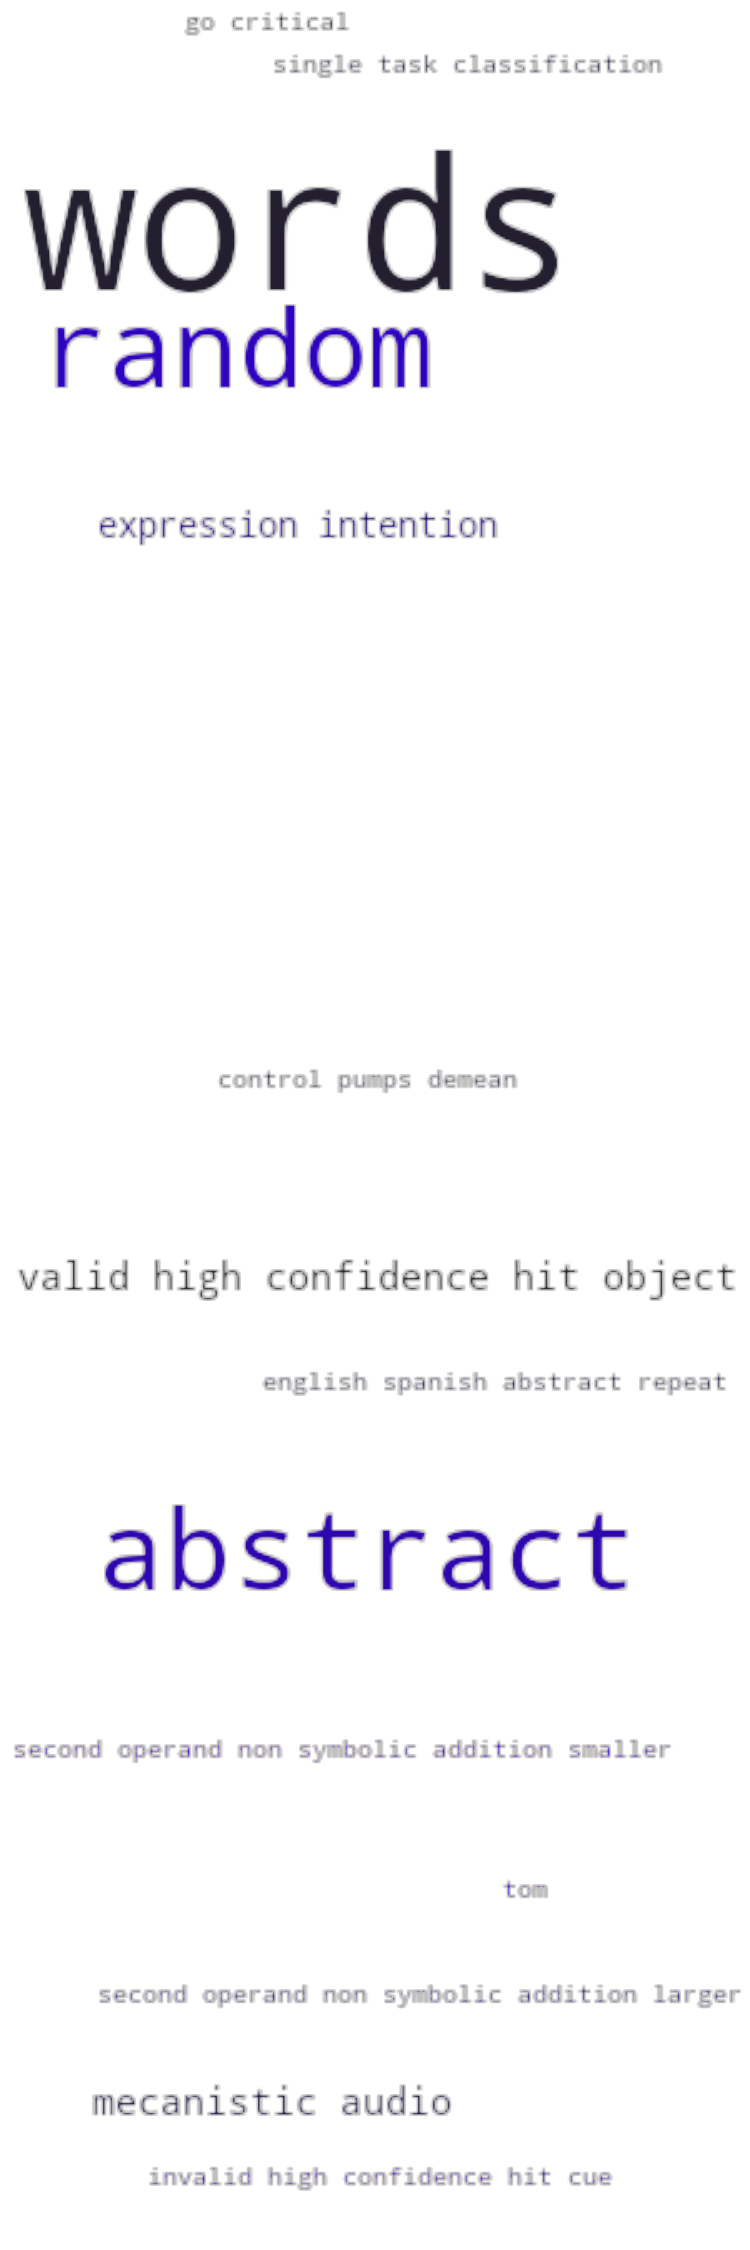 go critical
single task classification
words
random
expression intention
control pumps demean
valid high confidence hit object
english spanish abstract repeat
abstract
second operand non symbolic addition smaller
tom
second operand non symbolic addition larger
mecanistic audio
invalid high confidence hit cue